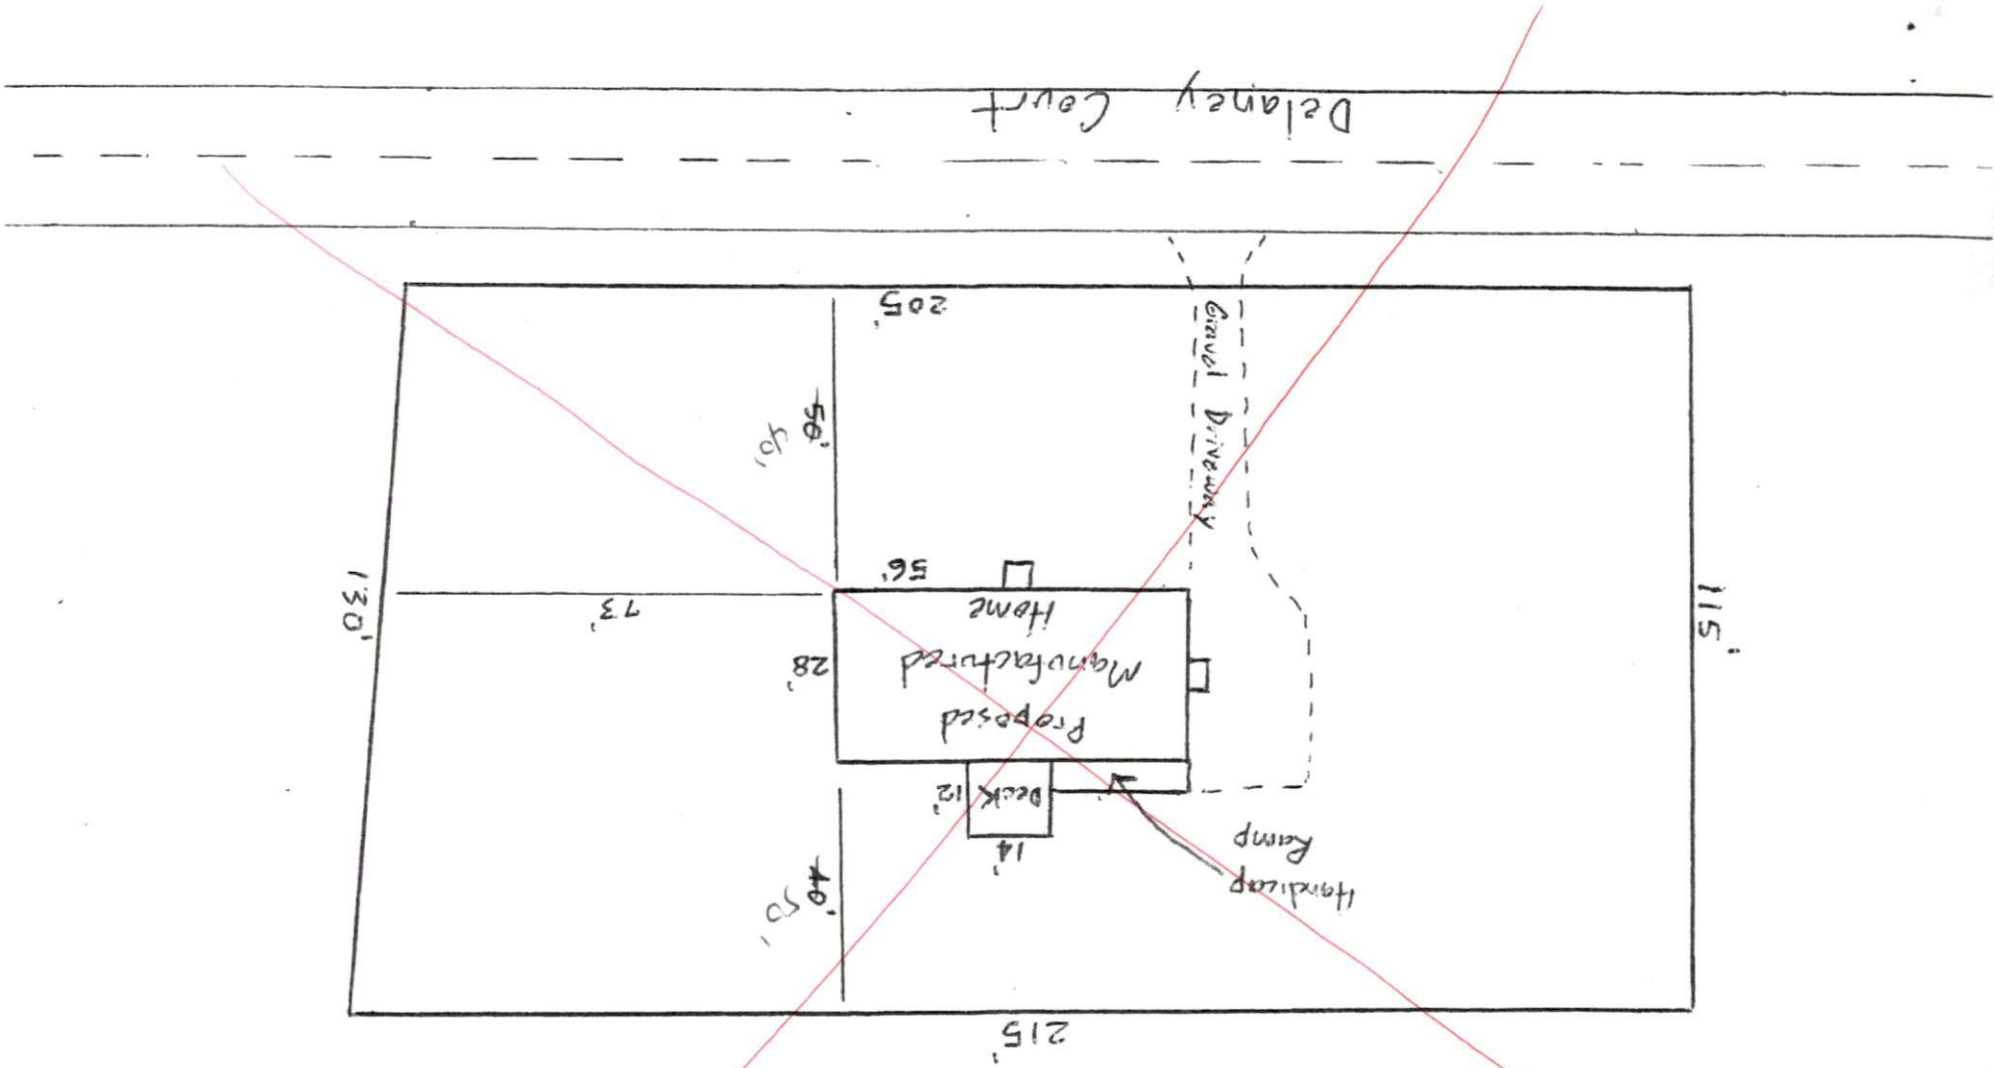 215'
Handicap
Ramp
40'
50'
14'
Deck
12'
Proposed
Manufactured
Home
28'
115'
130'
73'
56'
50'
40'
Gravel Driveway
205'
Delaney Court